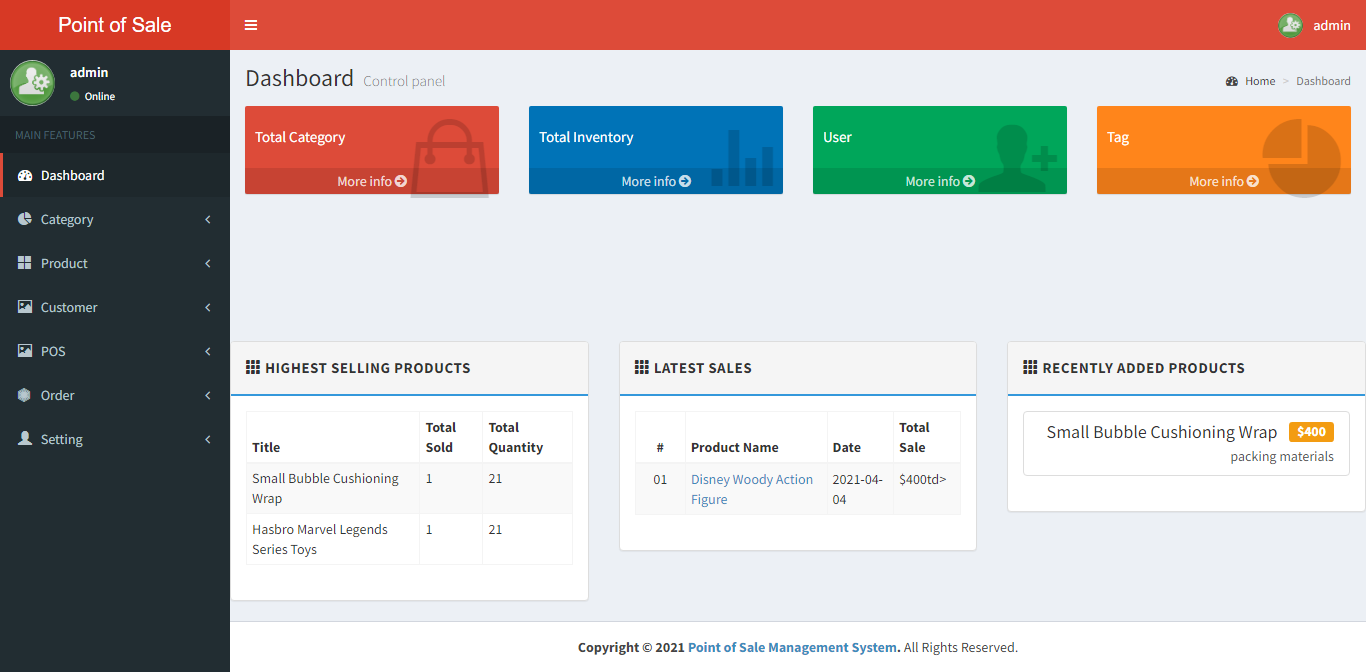 Point of Sale
admin
admin
Online
MAIN FEATURES
Dashboard
Category
Product
Customer
POS
Order
Setting
Dashboard Control panel
Home > Dashboard
Total Category
More info
Total Inventory
More info
User
More info
Tag
More info
HIGHEST SELLING PRODUCTS
Title Total Sold Total Quantity
Small Bubble Cushioning Wrap 1 21
Hasbro Marvel Legends Series Toys 1 21
LATEST SALES
# Product Name Date Total Sale
01 Disney Woody Action Figure 2021-04-04 $400td>
RECENTLY ADDED PRODUCTS
Small Bubble Cushioning Wrap $400
packing materials
Copyright © 2021 Point of Sale Management System. All Rights Reserved.